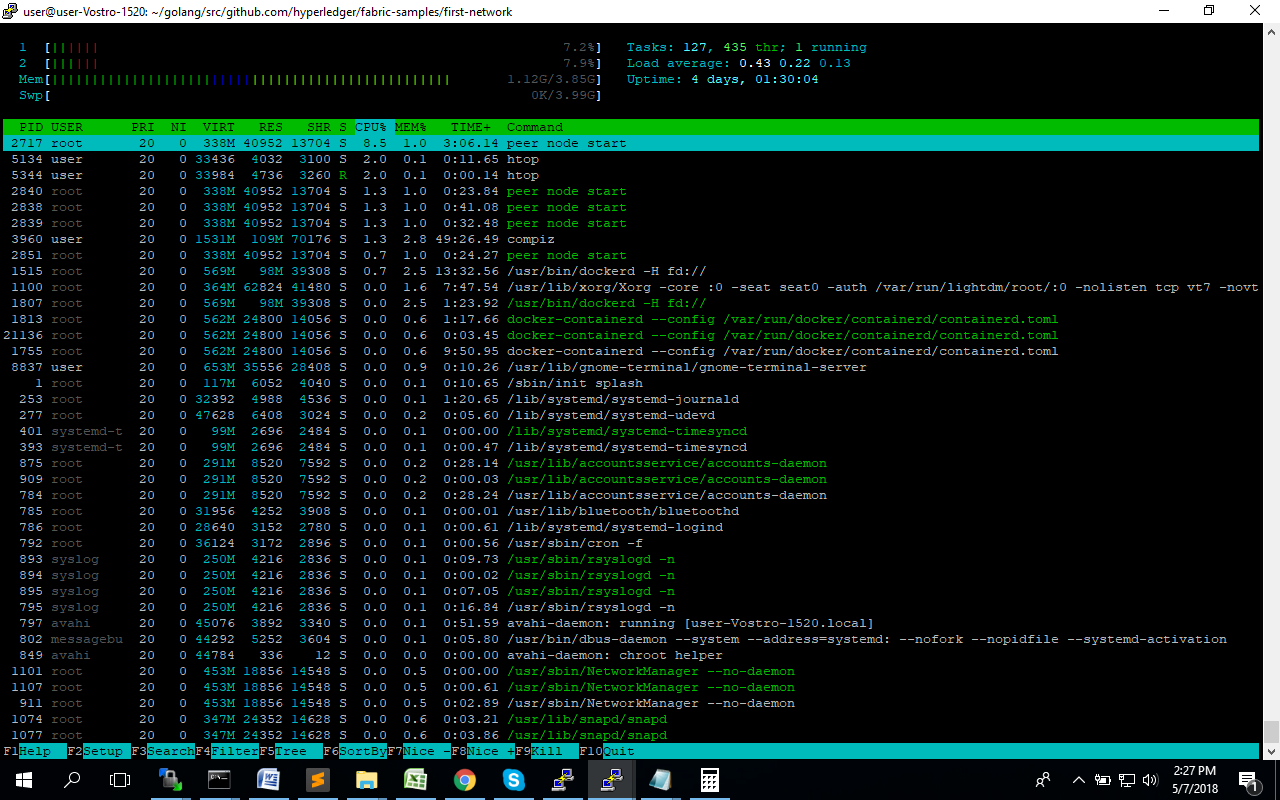 user@user-Vostro-1520: ~/golang/src/github.com/hyperledger/fabric-samples/first-network
1 [|||||| 7.2%] Tasks: 127, 435 thr; 1 running
2 [|||||| 7.9%] Load average: 0.43 0.22 0.13
Mem[|||||||||||||||||||||||||||||||||||||||||||||||||| 1.12G/3.85G] Uptime: 4 days, 01:30:04
Swp[ 0K/3.99G]
PID USER PRI NI VIRT RES SHR S CPU% MEM% TIME+ Command
2717 root 20 0 338M 40952 13704 S 8.5 1.0 3:06.14 peer node start
5134 user 20 0 33436 4032 3100 S 2.0 0.1 0:11.65 htop
5344 user 20 0 33984 4736 3260 R 2.0 0.1 0:00.14 htop
2840 root 20 0 338M 40952 13704 S 1.3 1.0 0:23.84 peer node start
2838 root 20 0 338M 40952 13704 S 1.3 1.0 0:41.08 peer node start
2839 root 20 0 338M 40952 13704 S 1.3 1.0 0:32.48 peer node start
3960 user 20 0 1531M 109M 70176 S 1.3 2.8 49:26.49 compiz
2851 root 20 0 338M 40952 13704 S 0.7 1.0 0:24.27 peer node start
1515 root 20 0 569M 98M 39308 S 0.7 2.5 13:32.56 /usr/bin/dockerd -H fd://
1100 root 20 0 364M 62824 41480 S 0.0 1.6 7:47.54 /usr/lib/xorg/Xorg -core :0 -seat seat0 -auth /var/run/lightdm/root/:0 -nolisten tcp vt7 -novt
1807 root 20 0 569M 98M 39308 S 0.0 2.5 1:23.92 /usr/bin/dockerd -H fd://
1813 root 20 0 562M 24800 14056 S 0.0 0.6 1:17.66 docker-containerd --config /var/run/docker/containerd/containerd.toml
21136 root 20 0 562M 24800 14056 S 0.0 0.6 0:03.45 docker-containerd --config /var/run/docker/containerd/containerd.toml
1755 root 20 0 562M 24800 14056 S 0.0 0.6 9:50.95 docker-containerd --config /var/run/docker/containerd/containerd.toml
8837 user 20 0 653M 35556 28408 S 0.0 0.9 0:10.26 /usr/lib/gnome-terminal/gnome-terminal-server
1 root 20 0 117M 6052 4040 S 0.0 0.1 0:10.65 /sbin/init splash
253 root 20 0 32392 4988 4536 S 0.0 0.1 1:20.65 /lib/systemd/systemd-journald
277 root 20 0 47628 6408 3024 S 0.0 0.2 0:05.60 /lib/systemd/systemd-udevd
401 systemd-t 20 0 99M 2696 2484 S 0.0 0.1 0:00.00 /lib/systemd/systemd-timesyncd
393 systemd-t 20 0 99M 2696 2484 S 0.0 0.1 0:00.47 /lib/systemd/systemd-timesyncd
875 root 20 0 291M 8520 7592 S 0.0 0.2 0:28.14 /usr/lib/accountsservice/accounts-daemon
909 root 20 0 291M 8520 7592 S 0.0 0.2 0:00.03 /usr/lib/accountsservice/accounts-daemon
784 root 20 0 291M 8520 7592 S 0.0 0.2 0:28.24 /usr/lib/accountsservice/accounts-daemon
785 root 20 0 31956 4252 3908 S 0.0 0.1 0:00.01 /usr/lib/bluetooth/bluetoothd
786 root 20 0 28640 3152 2780 S 0.0 0.1 0:00.61 /lib/systemd/systemd-logind
792 root 20 0 36124 3172 2896 S 0.0 0.1 0:00.56 /usr/sbin/cron -f
893 syslog 20 0 250M 4216 2836 S 0.0 0.1 0:09.73 /usr/sbin/rsyslogd -n
894 syslog 20 0 250M 4216 2836 S 0.0 0.1 0:00.02 /usr/sbin/rsyslogd -n
895 syslog 20 0 250M 4216 2836 S 0.0 0.1 0:07.05 /usr/sbin/rsyslogd -n
795 syslog 20 0 250M 4216 2836 S 0.0 0.1 0:16.84 /usr/sbin/rsyslogd -n
797 avahi 20 0 45076 3892 3340 S 0.0 0.1 0:51.59 avahi-daemon: running [user-Vostro-1520.local]
802 messagebu 20 0 44292 5252 3604 S 0.0 0.1 0:05.80 /usr/bin/dbus-daemon --system --address=systemd: --nofork --nopidfile --systemd-activation
849 avahi 20 0 44784 336 12 S 0.0 0.0 0:00.00 avahi-daemon: chroot helper
1101 root 20 0 453M 18856 14548 S 0.0 0.5 0:00.00 /usr/sbin/NetworkManager --no-daemon
1107 root 20 0 453M 18856 14548 S 0.0 0.5 0:00.61 /usr/sbin/NetworkManager --no-daemon
911 root 20 0 453M 18856 14548 S 0.0 0.5 0:02.89 /usr/sbin/NetworkManager --no-daemon
1074 root 20 0 347M 24352 14628 S 0.0 0.6 0:03.21 /usr/lib/snapd/snapd
1077 root 20 0 347M 24352 14628 S 0.0 0.6 0:03.86 /usr/lib/snapd/snapd
F1Help F2Setup F3SearchF4FilterF5Tree F6SortByF7Nice -F8Nice +F9Kill F10Quit
2:27 PM
5/7/2018
1